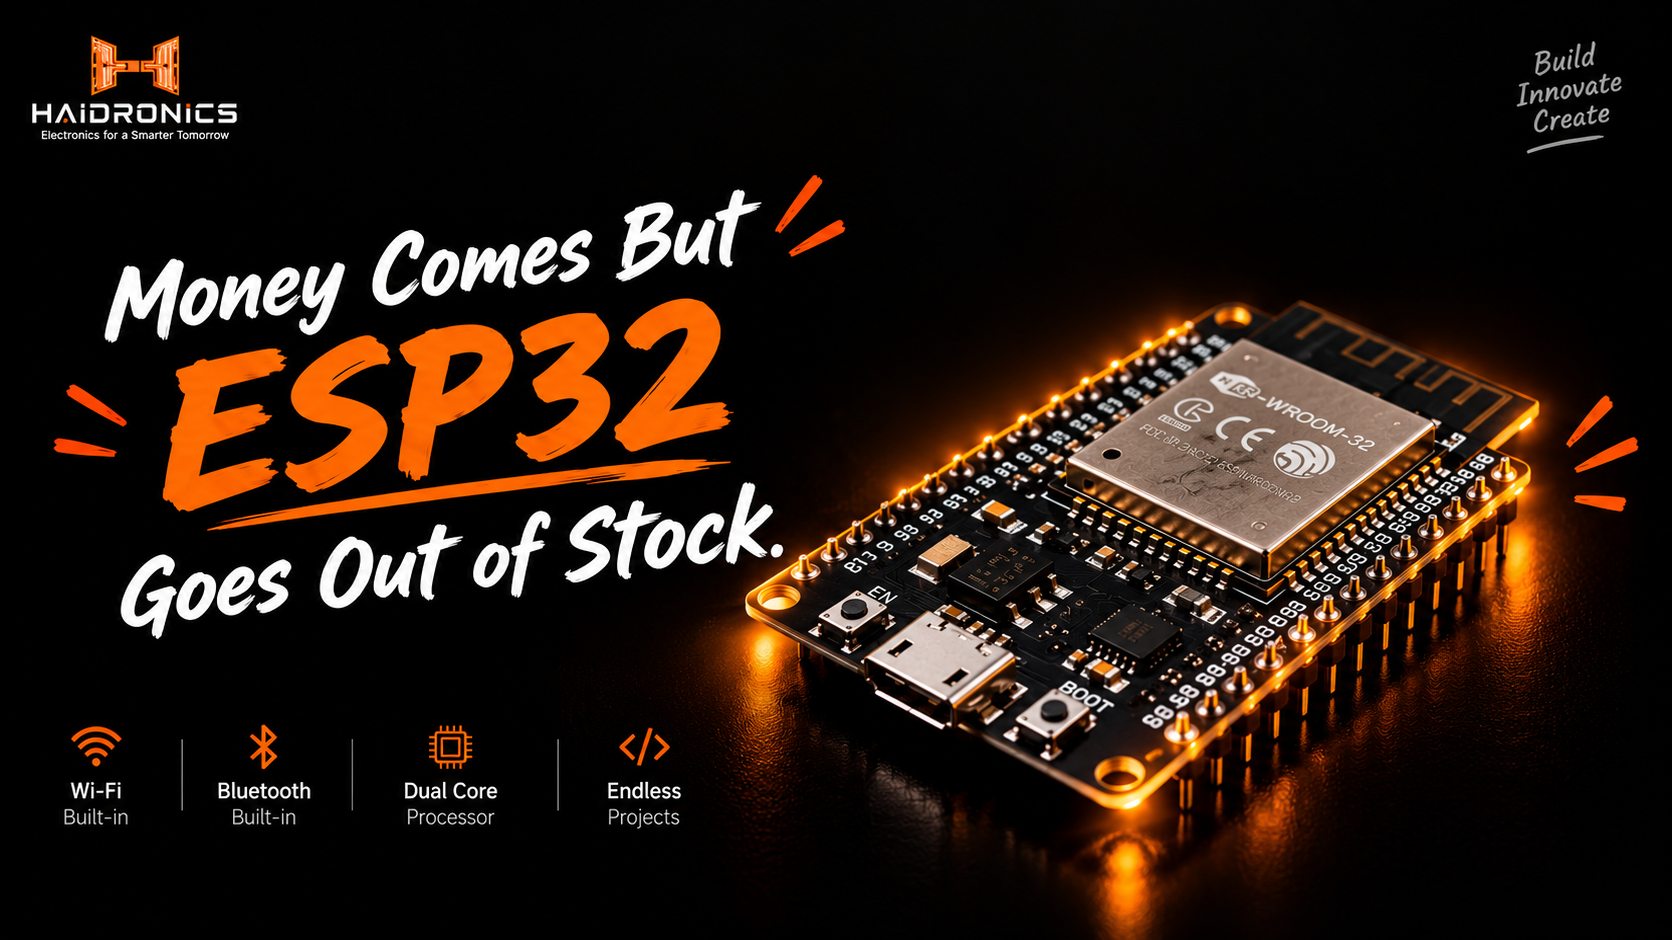 HAiDRONiCS
Electronics for a Smarter Tomorrow
Build
Innovate
Create
Money Comes But
ESP32
Goes Out of Stock.
-WROOM-32
CE
EN
BOOT
Wi-Fi
Built-in
Bluetooth
Built-in
Dual Core
Processor
Endless
Projects